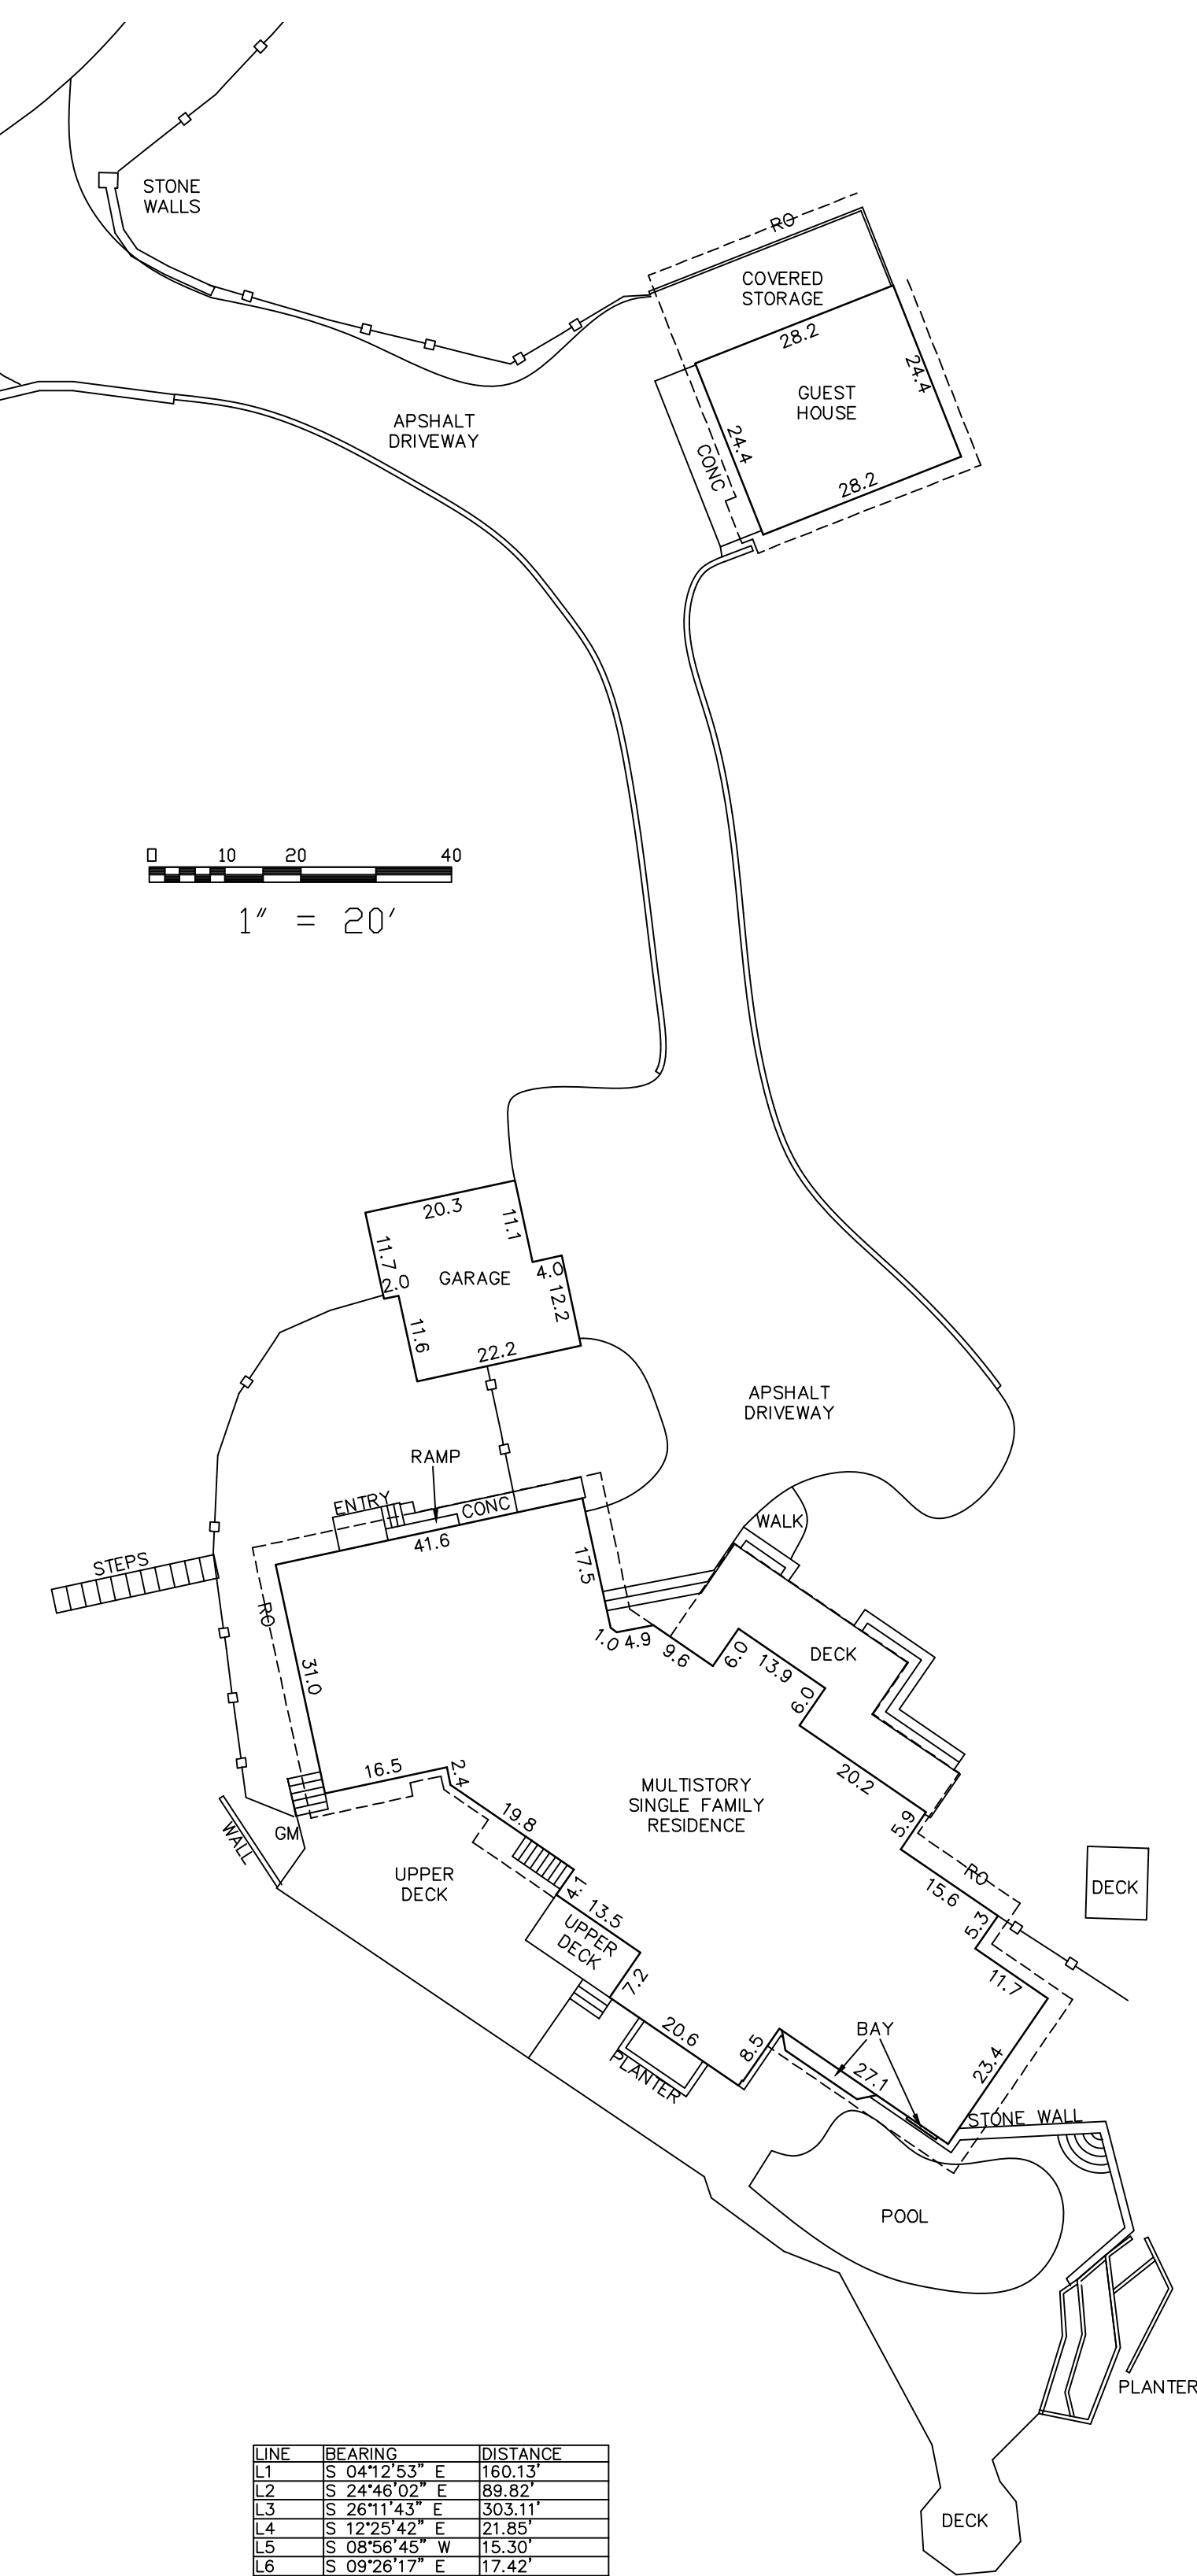 STONE
WALLS
RO
COVERED
STORAGE
28.2
24.4
GUEST
HOUSE
APSHALT
DRIVEWAY
24.4
CONC
28.2
0 10 20 40
1" = 20'
20.3
11.1
11.7
2.0
GARAGE
4.0
12.2
11.6
22.2
APSHALT
DRIVEWAY
RAMP
ENTRY
CONC
41.6
WALK
STEPS
17.5
RO
1.0
4.9
9.6
6.0
13.9
DECK
31.0
6.0
16.5
2.4
20.2
MULTISTORY
SINGLE FAMILY
RESIDENCE
19.8
5.9
GM
WALL
UPPER
DECK
RO
DECK
15.6
4.1
13.5
UPPER
DECK
5.3
7.2
11.7
20.6
BAY
8.5
PLANTER
27.1
23.4
STONE WALL
POOL
PLANTER
LINE BEARING DISTANCE
L1 S 04°12'53" E 160.13'
L2 S 24°46'02" E 89.82'
L3 S 26°11'43" E 303.11'
L4 S 12°25'42" E 21.85'
L5 S 08°56'45" W 15.30'
L6 S 09°26'17" E 17.42'
DECK